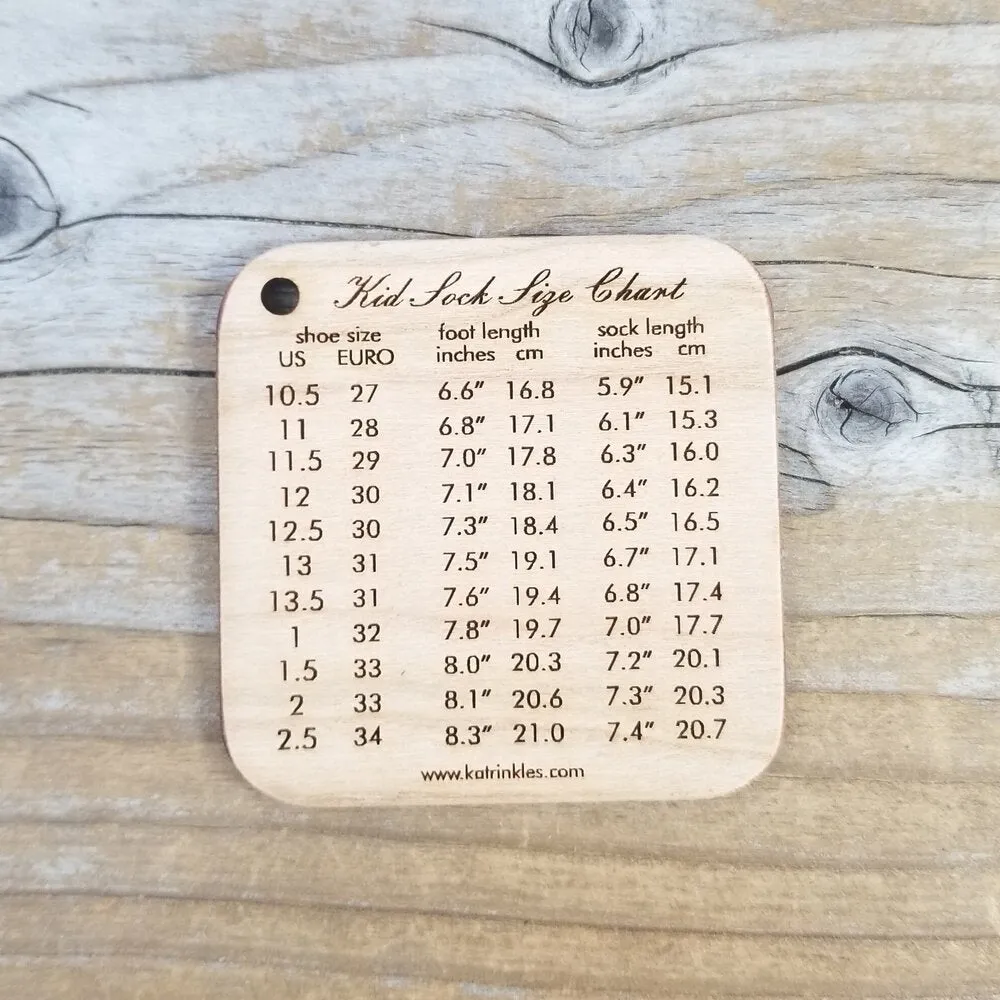 Kid Sock Size Chart
shoe size foot length sock length
US EURO inches cm inches cm
10.5 27 6.6" 16.8 5.9" 15.1
11 28 6.8" 17.1 6.1" 15.3
11.5 29 7.0" 17.8 6.3" 16.0
12 30 7.1" 18.1 6.4" 16.2
12.5 30 7.3" 18.4 6.5" 16.5
13 31 7.5" 19.1 6.7" 17.1
13.5 31 7.6" 19.4 6.8" 17.4
1 32 7.8" 19.7 7.0" 17.7
1.5 33 8.0" 20.3 7.2" 20.1
2 33 8.1" 20.6 7.3" 20.3
2.5 34 8.3" 21.0 7.4" 20.7
www.katrinkles.com